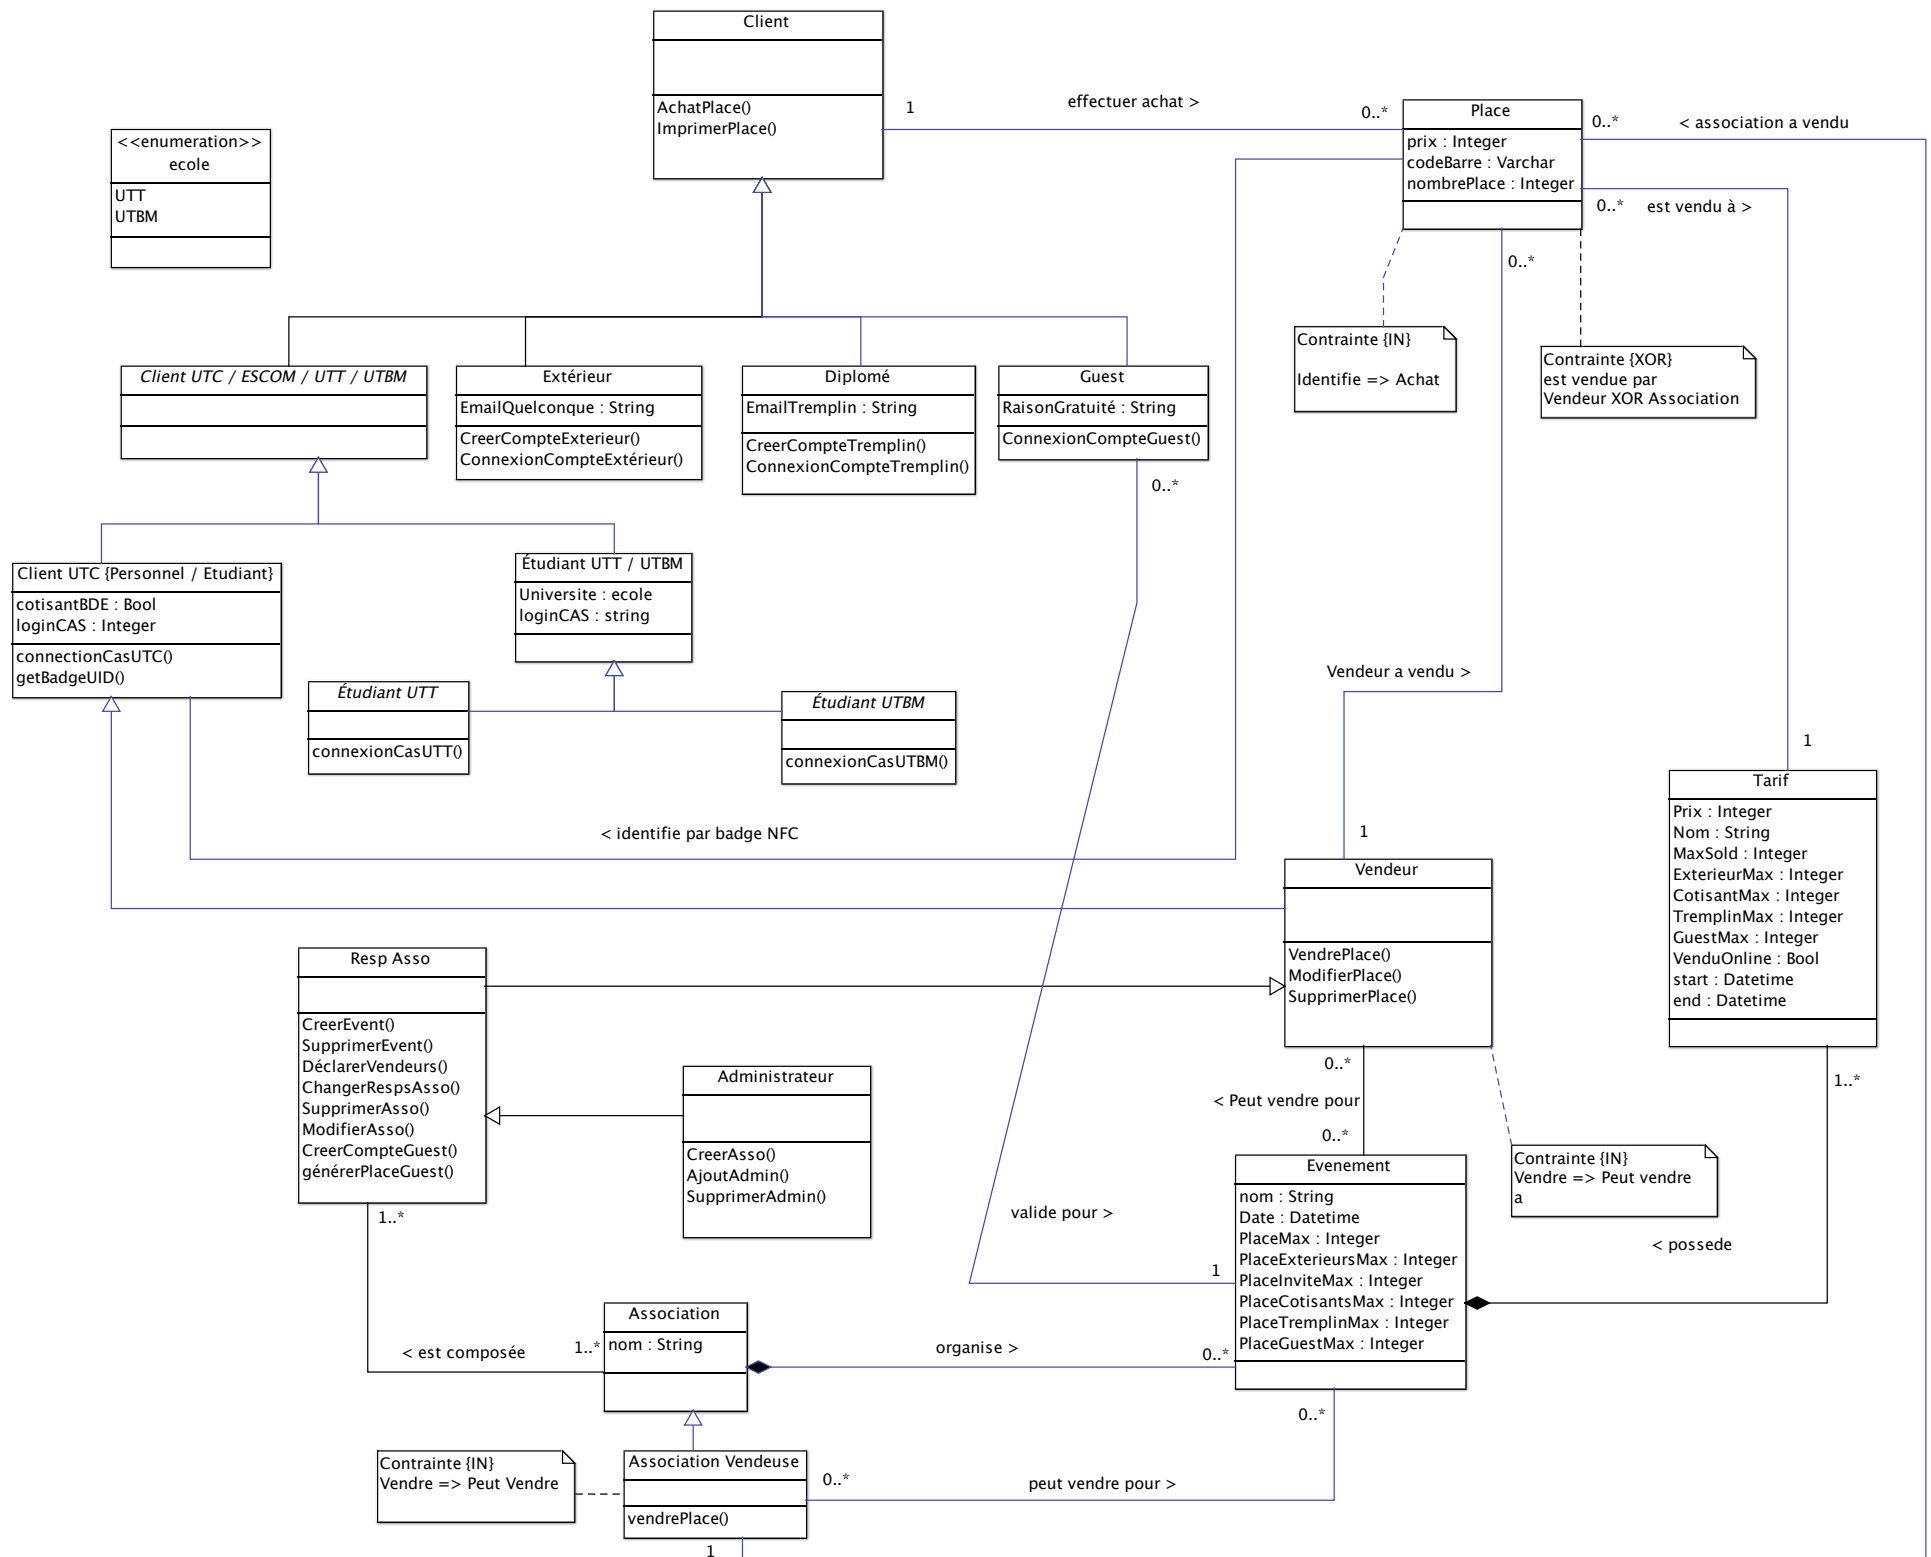 Client
AchatPlace()
ImprimerPlace()
1
effectuer achat >
0..*
Place
prix : Integer
codeBarre : Varchar
nombrePlace : Integer
0..*
< association a vendu
0..*
est vendu à >
0..*
<<enumeration>>
ecole
UTT
UTBM
Contrainte {IN}
Identifie => Achat
Contrainte {XOR}
est vendue par
Vendeur XOR Association
Client UTC / ESCOM / UTT / UTBM
Extérieur
EmailQuelconque : String
CreerCompteExterieur()
ConnexionCompteExtérieur()
Diplomé
EmailTremplin : String
CreerCompteTremplin()
ConnexionCompteTremplin()
Guest
RaisonGratuité : String
ConnexionCompteGuest()
0..*
Client UTC {Personnel / Etudiant}
cotisantBDE : Bool
loginCAS : Integer
connectionCasUTC()
getBadgeUID()
Étudiant UTT / UTBM
Universite : ecole
loginCAS : string
Étudiant UTT
connexionCasUTT()
Étudiant UTBM
connexionCasUTBM()
Vendeur a vendu >
1
1
Tarif
Prix : Integer
Nom : String
MaxSold : Integer
ExterieurMax : Integer
CotisantMax : Integer
TremplinMax : Integer
GuestMax : Integer
VenduOnline : Bool
start : Datetime
end : Datetime
1..*
< identifie par badge NFC
Vendeur
VendrePlace()
ModifierPlace()
SupprimerPlace()
0..*
< Peut vendre pour
0..*
Resp Asso
CreerEvent()
SupprimerEvent()
DéclarerVendeurs()
ChangerRespsAsso()
SupprimerAsso()
ModifierAsso()
CreerCompteGuest()
générerPlaceGuest()
1..*
Administrateur
CreerAsso()
AjoutAdmin()
SupprimerAdmin()
Contrainte {IN}
Vendre => Peut vendre
a
Evenement
nom : String
Date : Datetime
PlaceMax : Integer
PlaceExterieursMax : Integer
PlaceInviteMax : Integer
PlaceCotisantsMax : Integer
PlaceTremplinMax : Integer
PlaceGuestMax : Integer
valide pour >
1
< possede
Association
nom : String
1..*
< est composée
organise >
0..*
0..*
Contrainte {IN}
Vendre => Peut Vendre
Association Vendeuse
vendrePlace()
0..*
peut vendre pour >
1